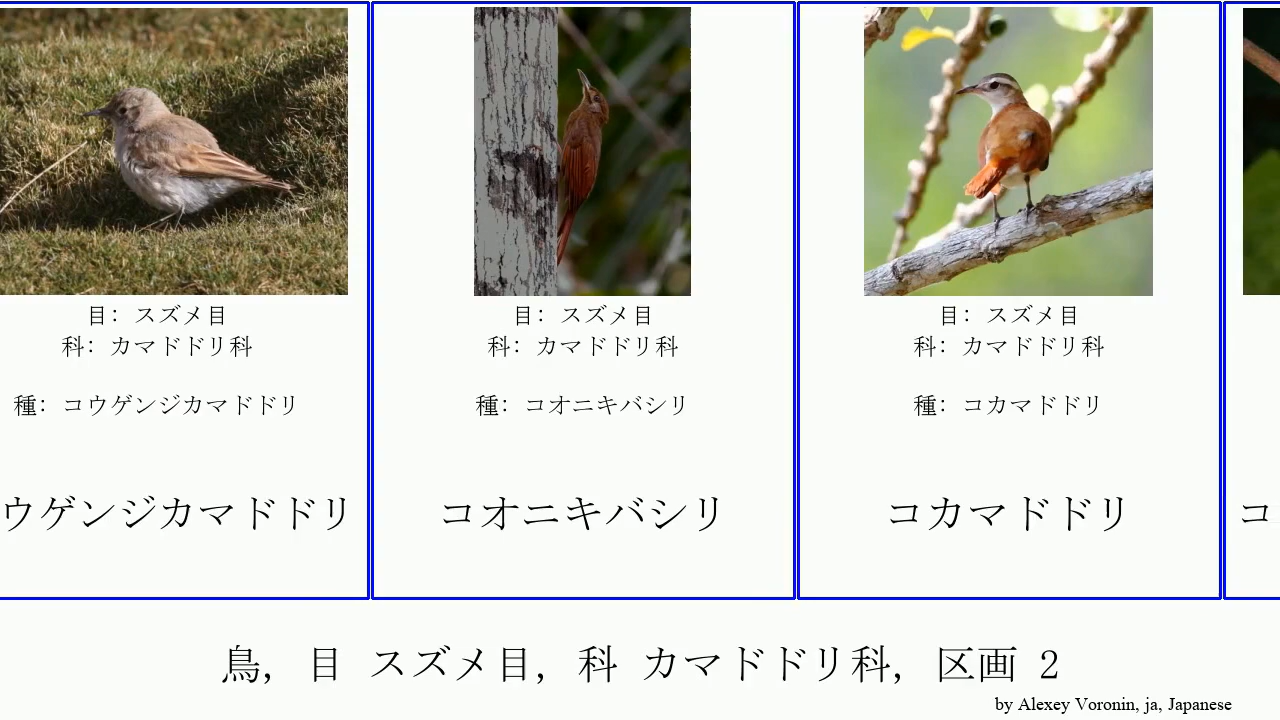 目: スズメ目
科: カマドドリ科
種: コウゲンジカマドドリ
ウゲンジカマドドリ
目: スズメ目
科: カマドドリ科
種: コオニキバシリ
コオニキバシリ
目: スズメ目
科: カマドドリ科
種: コカマドドリ
コカマドドリ
コ
鳥, 目 スズメ目, 科 カマドドリ科, 区画 2
by Alexey Voronin, ja, Japanese